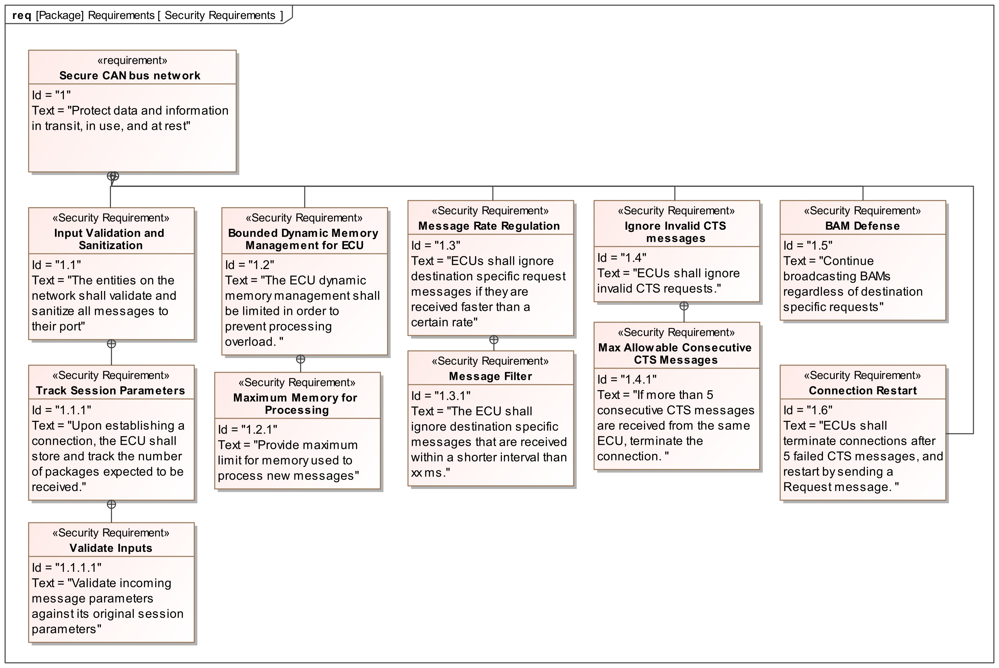 req [Package] Requirements [ Security Requirements ]
«requirement»
Secure CAN bus network
Id = "1"
Text = "Protect data and information
in transit, in use, and at rest"
«Security Requirement»
Input Validation and
Sanitization
Id = "1.1"
Text = "The entities on the
network shall validate and
sanitize all messages to
their port"
«Security Requirement»
Bounded Dynamic Memory
Management for ECU
Id = "1.2"
Text = "The ECU dynamic
memory management shall
be limited in order to
prevent processing
overload. "
«Security Requirement»
Message Rate Regulation
Id = "1.3"
Text = "ECUs shall ignore
destination specific request
messages if they are
received faster than a
certain rate"
«Security Requirement»
Ignore Invalid CTS
messages
Id = "1.4"
Text = "ECUs shall ignore
invalid CTS requests."
«Security Requirement»
BAM Defense
Id = "1.5"
Text = "Continue
broadcasting BAMs
regardless of destination
specific requests"
«Security Requirement»
Track Session Parameters
Id = "1.1.1"
Text = "Upon establishing a
connection, the ECU shall
store and track the number
of packages expected to be
received."
«Security Requirement»
Maximum Memory for
Processing
Id = "1.2.1"
Text = "Provide maximum
limit for memory used to
process new messages"
«Security Requirement»
Message Filter
Id = "1.3.1"
Text = "The ECU shall
ignore destination specific
messages that are received
within a shorter interval than
xx ms."
«Security Requirement»
Max Allowable Consecutive
CTS Messages
Id = "1.4.1"
Text = "If more than 5
consecutive CTS messages
are received from the same
ECU, terminate the
connection. "
«Security Requirement»
Connection Restart
Id = "1.6"
Text = "ECUs shall
terminate connections after
5 failed CTS messages, and
restart by sending a
Request message. "
«Security Requirement»
Validate Inputs
Id = "1.1.1.1"
Text = "Validate incoming
message parameters
against its original session
parameters"